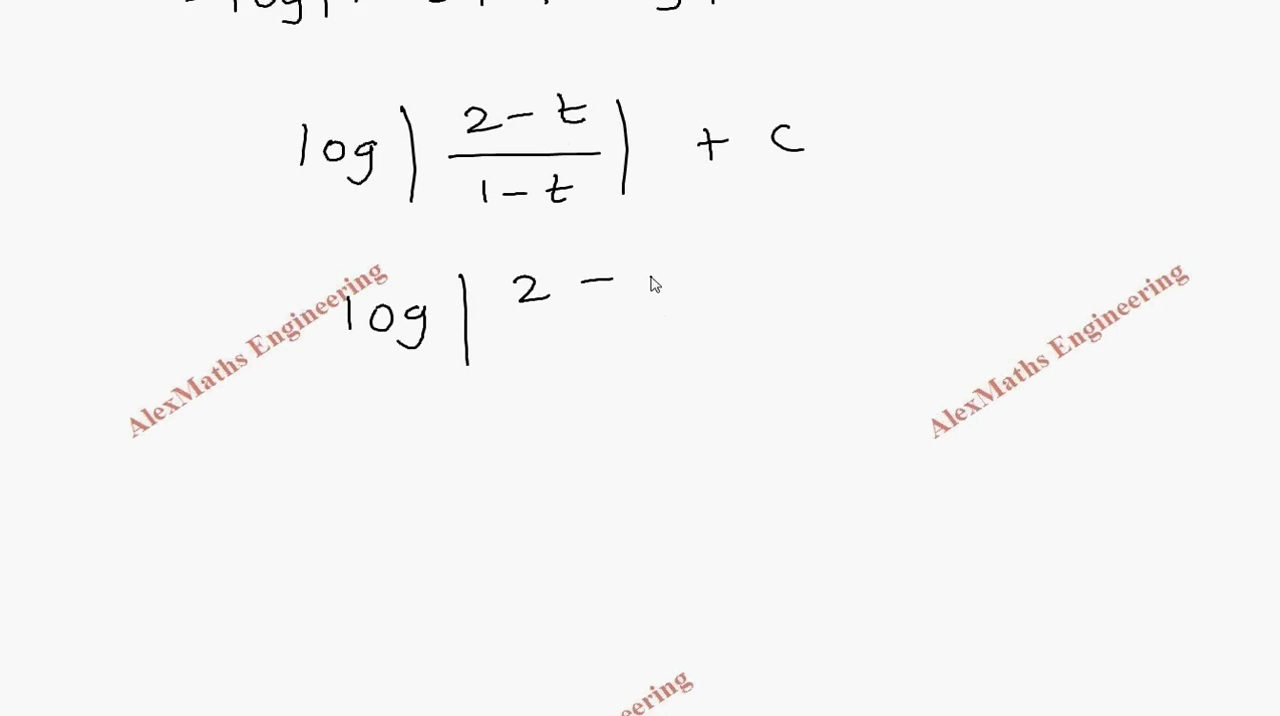 log | 2 - t / 1 - t | + c
log | 2 -
AlexMaths Engineering
AlexMaths Engineering